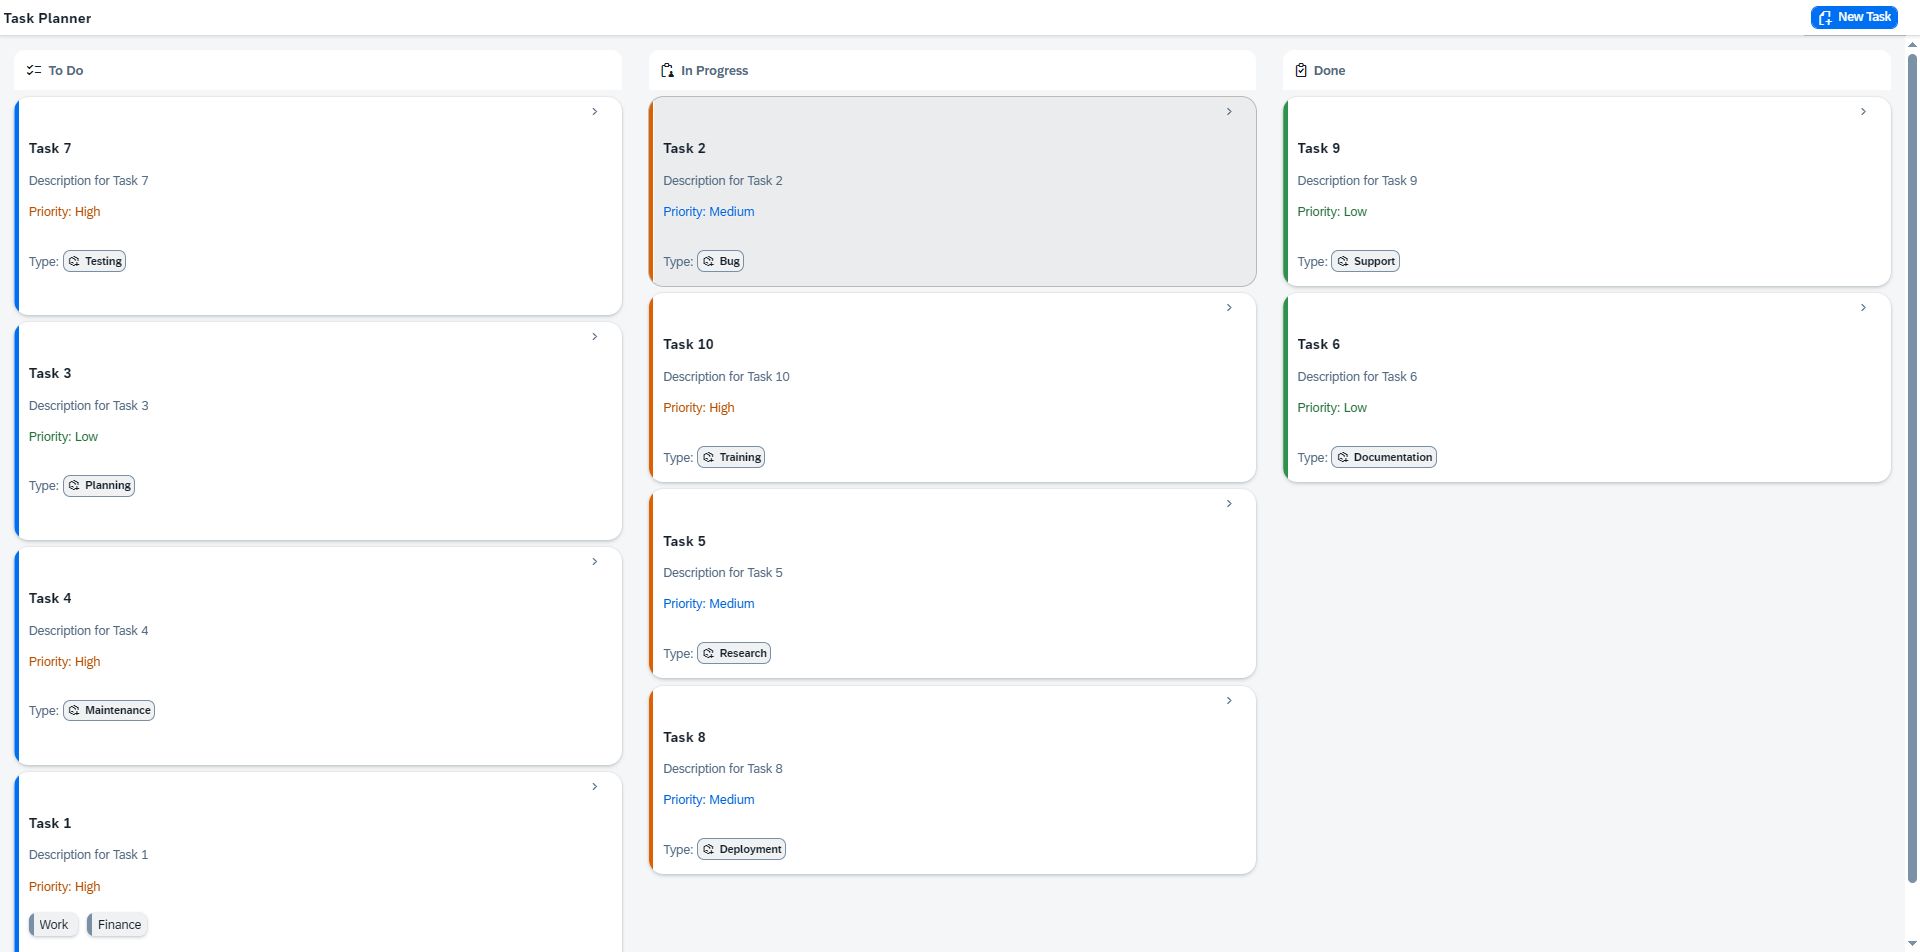 Task Planner
New Task
To Do
Task 7
Description for Task 7
Priority: High
Type: Testing
Task 3
Description for Task 3
Priority: Low
Type: Planning
Task 4
Description for Task 4
Priority: High
Type: Maintenance
Task 1
Description for Task 1
Priority: High
Work Finance
In Progress
Task 2
Description for Task 2
Priority: Medium
Type: Bug
Task 10
Description for Task 10
Priority: High
Type: Training
Task 5
Description for Task 5
Priority: Medium
Type: Research
Task 8
Description for Task 8
Priority: Medium
Type: Deployment
Done
Task 9
Description for Task 9
Priority: Low
Type: Support
Task 6
Description for Task 6
Priority: Low
Type: Documentation